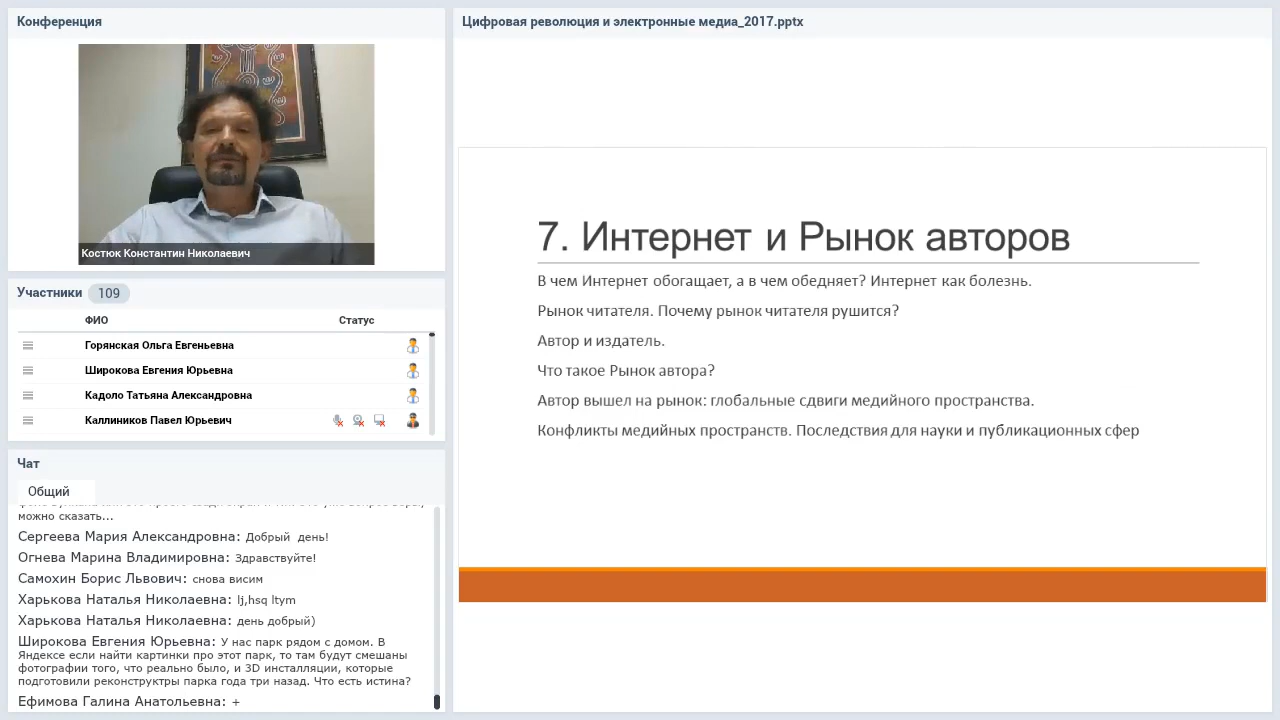 Конференция
Костюк Константин Николаевич
Участники 109
ФИО Статус
Горянская Ольга Евгеньевна
Широкова Евгения Юрьевна
Кадоло Татьяна Александровна
Каллиников Павел Юрьевич
Чат
Общий
можно сказать...
Сергеева Мария Александровна: Добрый день!
Огнева Марина Владимировна: Здравствуйте!
Самохин Борис Львович: снова висим
Харькова Наталья Николаевна: lj,hsq ltym
Харькова Наталья Николаевна: день добрый)
Широкова Евгения Юрьевна: У нас парк рядом с домом. В
Яндексе если найти картинки про этот парк, то там будут смешаны
фотографии того, что реально было, и 3D инсталляции, которые
подготовили реконструктры парка года три назад. Что есть истина?
Ефимова Галина Анатольевна: +
Цифровая революция и электронные медиа_2017.pptx
7. Интернет и Рынок авторов
В чем Интернет обогащает, а в чем обедняет? Интернет как болезнь.
Рынок читателя. Почему рынок читателя рушится?
Автор и издатель.
Что такое Рынок автора?
Автор вышел на рынок: глобальные сдвиги медийного пространства.
Конфликты медийных пространств. Последствия для науки и публикационных сфер